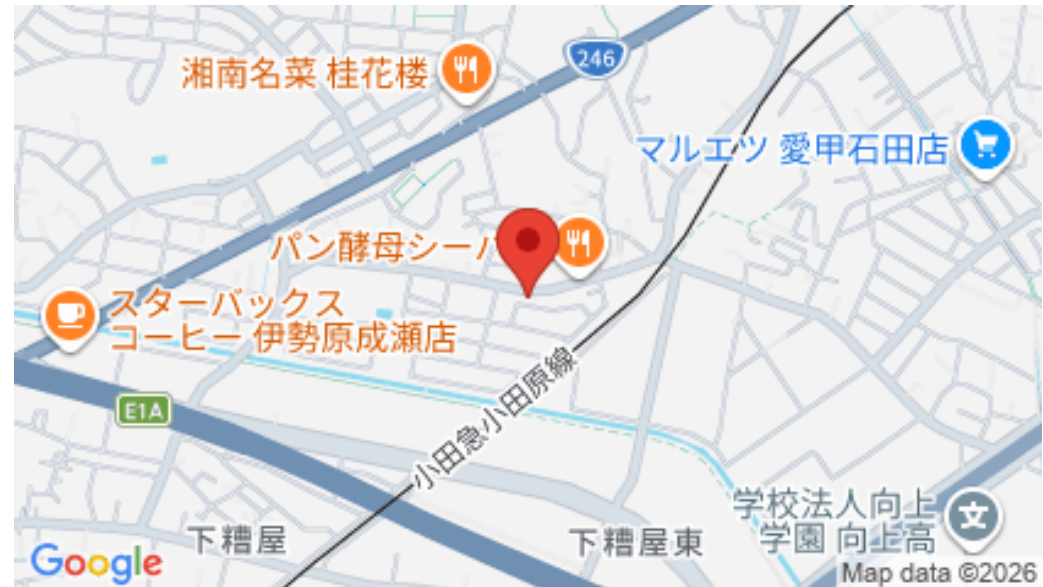 246
湘南名菜 桂花楼
マルエツ 愛甲石田店
パン酵母シーパ
スターバックス
コーヒー 伊勢原成瀬店
E1A
小田急小田原線
下糟屋
下糟屋東
学校法人向上
学園 向上高
文
Google
Map data ©2026